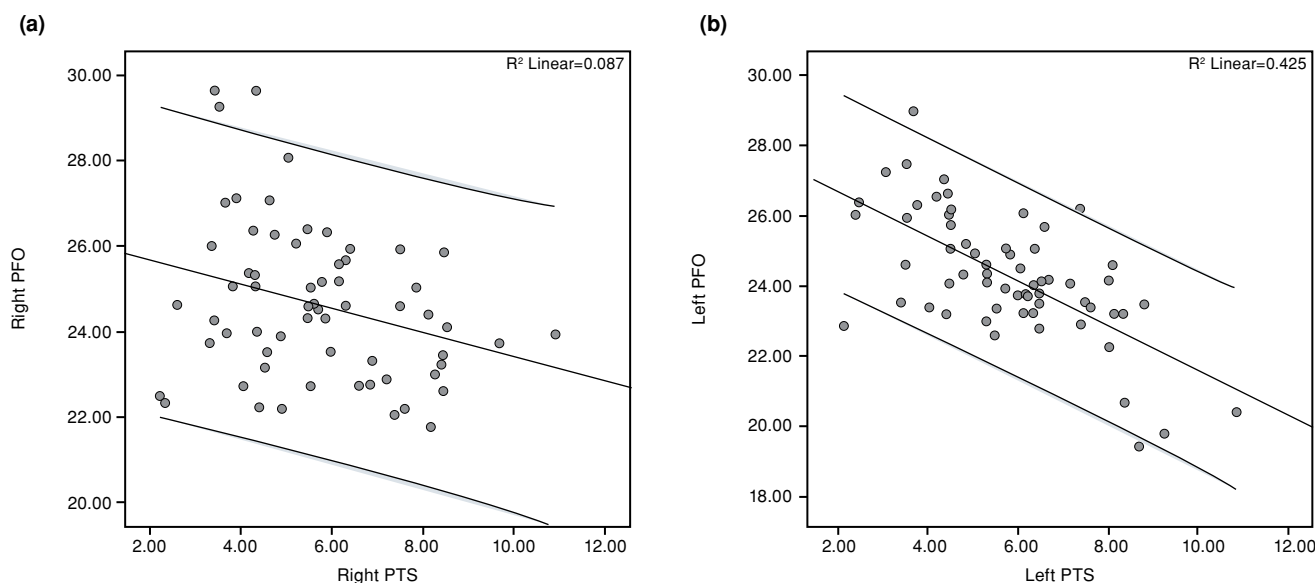 (a)
R² Linear=0.087
30.00
28.00
26.00
24.00
22.00
20.00
Right PFO
2.00 4.00 6.00 8.00 10.00 12.00
Right PTS
(b)
R² Linear=0.425
30.00
28.00
26.00
24.00
22.00
20.00
18.00
Left PFO
2.00 4.00 6.00 8.00 10.00 12.00
Left PTS